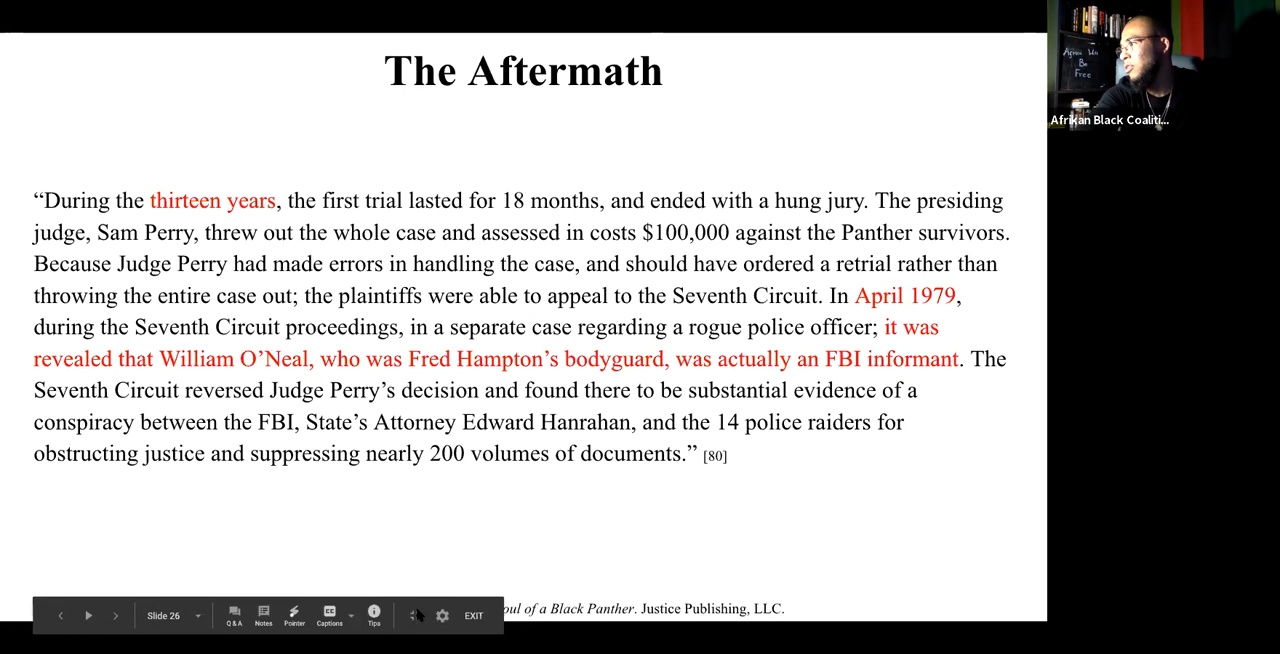 The Aftermath
“During the thirteen years, the first trial lasted for 18 months, and ended with a hung jury. The presiding
judge, Sam Perry, threw out the whole case and assessed in costs $100,000 against the Panther survivors.
Because Judge Perry had made errors in handling the case, and should have ordered a retrial rather than
throwing the entire case out; the plaintiffs were able to appeal to the Seventh Circuit. In April 1979,
during the Seventh Circuit proceedings, in a separate case regarding a rogue police officer; it was
revealed that William O’Neal, who was Fred Hampton’s bodyguard, was actually an FBI informant. The
Seventh Circuit reversed Judge Perry’s decision and found there to be substantial evidence of a
conspiracy between the FBI, State’s Attorney Edward Hanrahan, and the 14 police raiders for
obstructing justice and suppressing nearly 200 volumes of documents.” [80]
of a Black Panther. Justice Publishing, LLC.
Slide 26
Q & A
Notes
Pointer
CC
Captions
Tips
EXIT
Be
Free
Afrikan Black Coaliti...